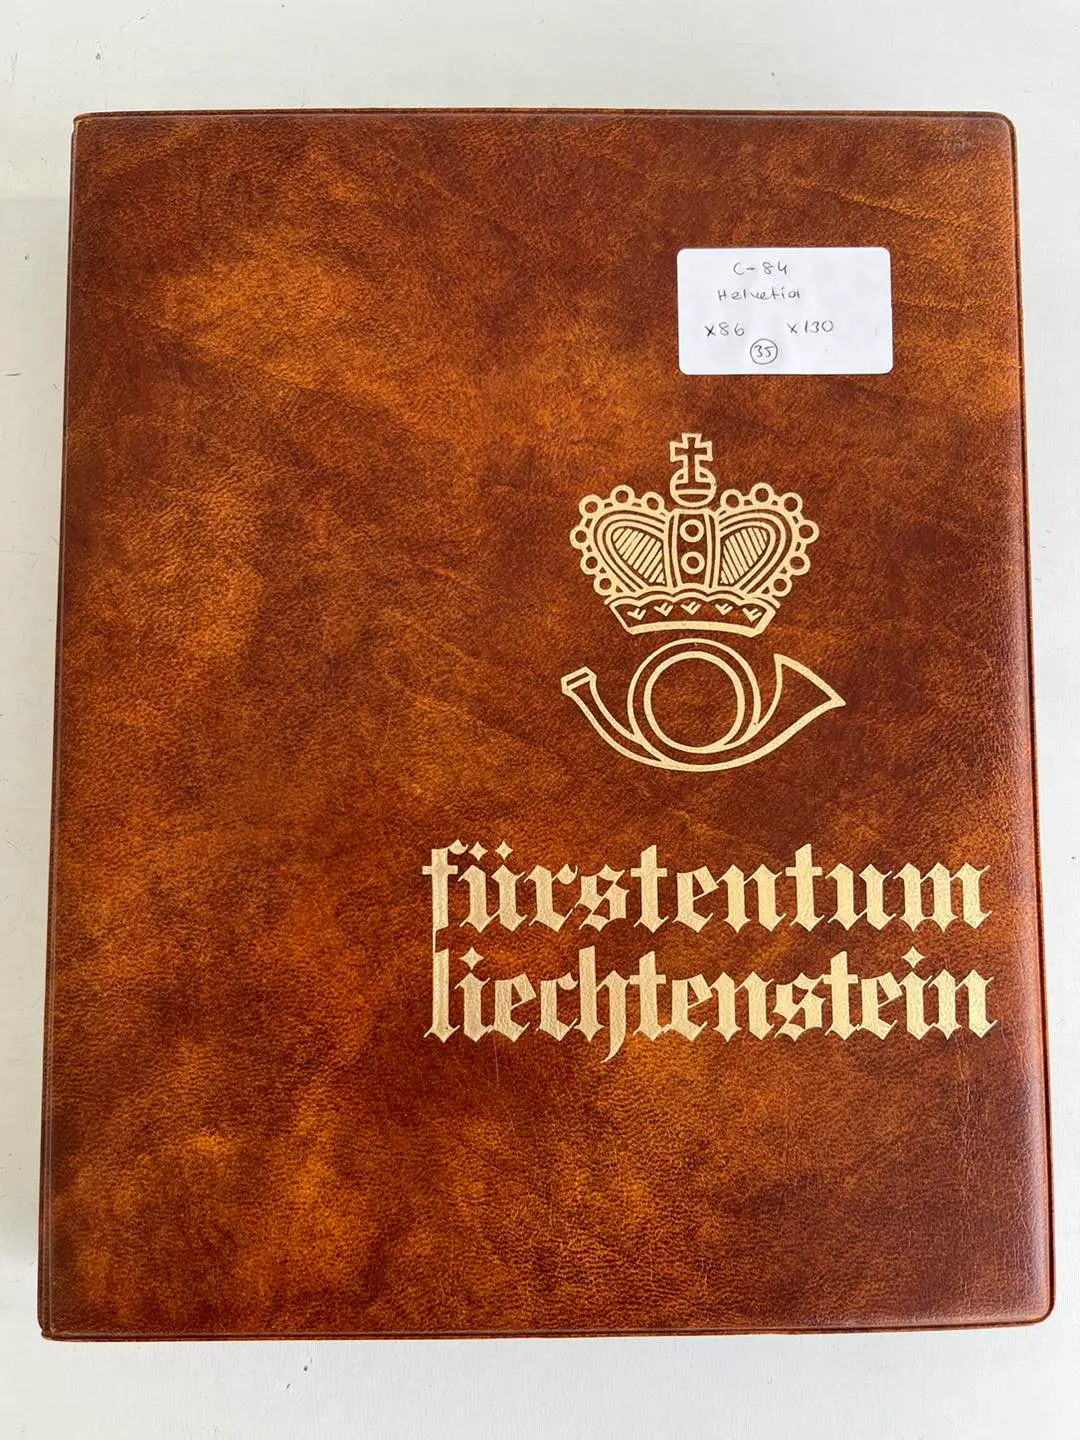 C-84
Helvetia
x86 x130
35
fürstentum
liechtenstein